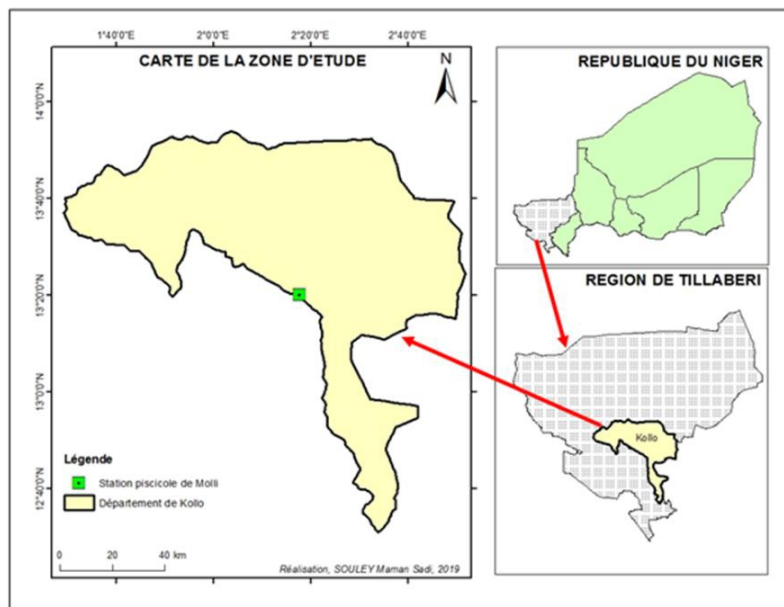 1°40'0"E 2°0'0"E 2°20'0"E 2°40'0"E
CARTE DE LA ZONE D'ETUDE
N
14°0'0"N
13°40'0"N
13°20'0"N
13°0'0"N
12°40'0"N
Légende
Station piscicole de Molli
Département de Kollo
0 20 40 km
Réalisation, SOULEY Maman Sadi, 2019
REPUBLIQUE DU NIGER
REGION DE TILLABERI
Kollo